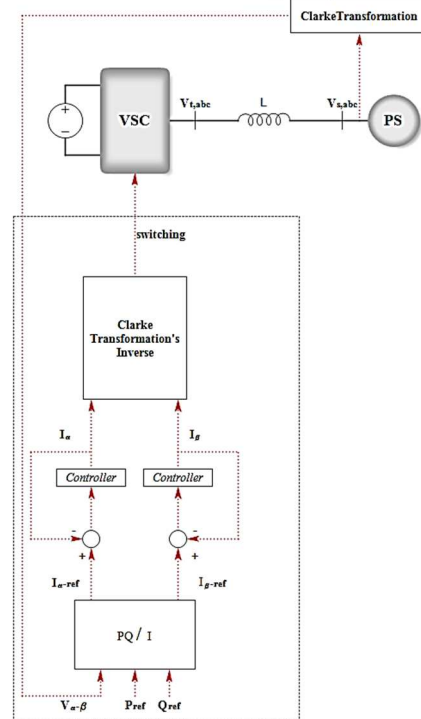 ClarkeTransformation
VSC
Vt,abc
L
Vs,abc
PS
+
−
switching
Clarke
Transformation's
Inverse
Iα
Iβ
Controller
Controller
-
-
+
+
Iα-ref
Iβ-ref
PQ / I
Vα-β
Pref
Qref